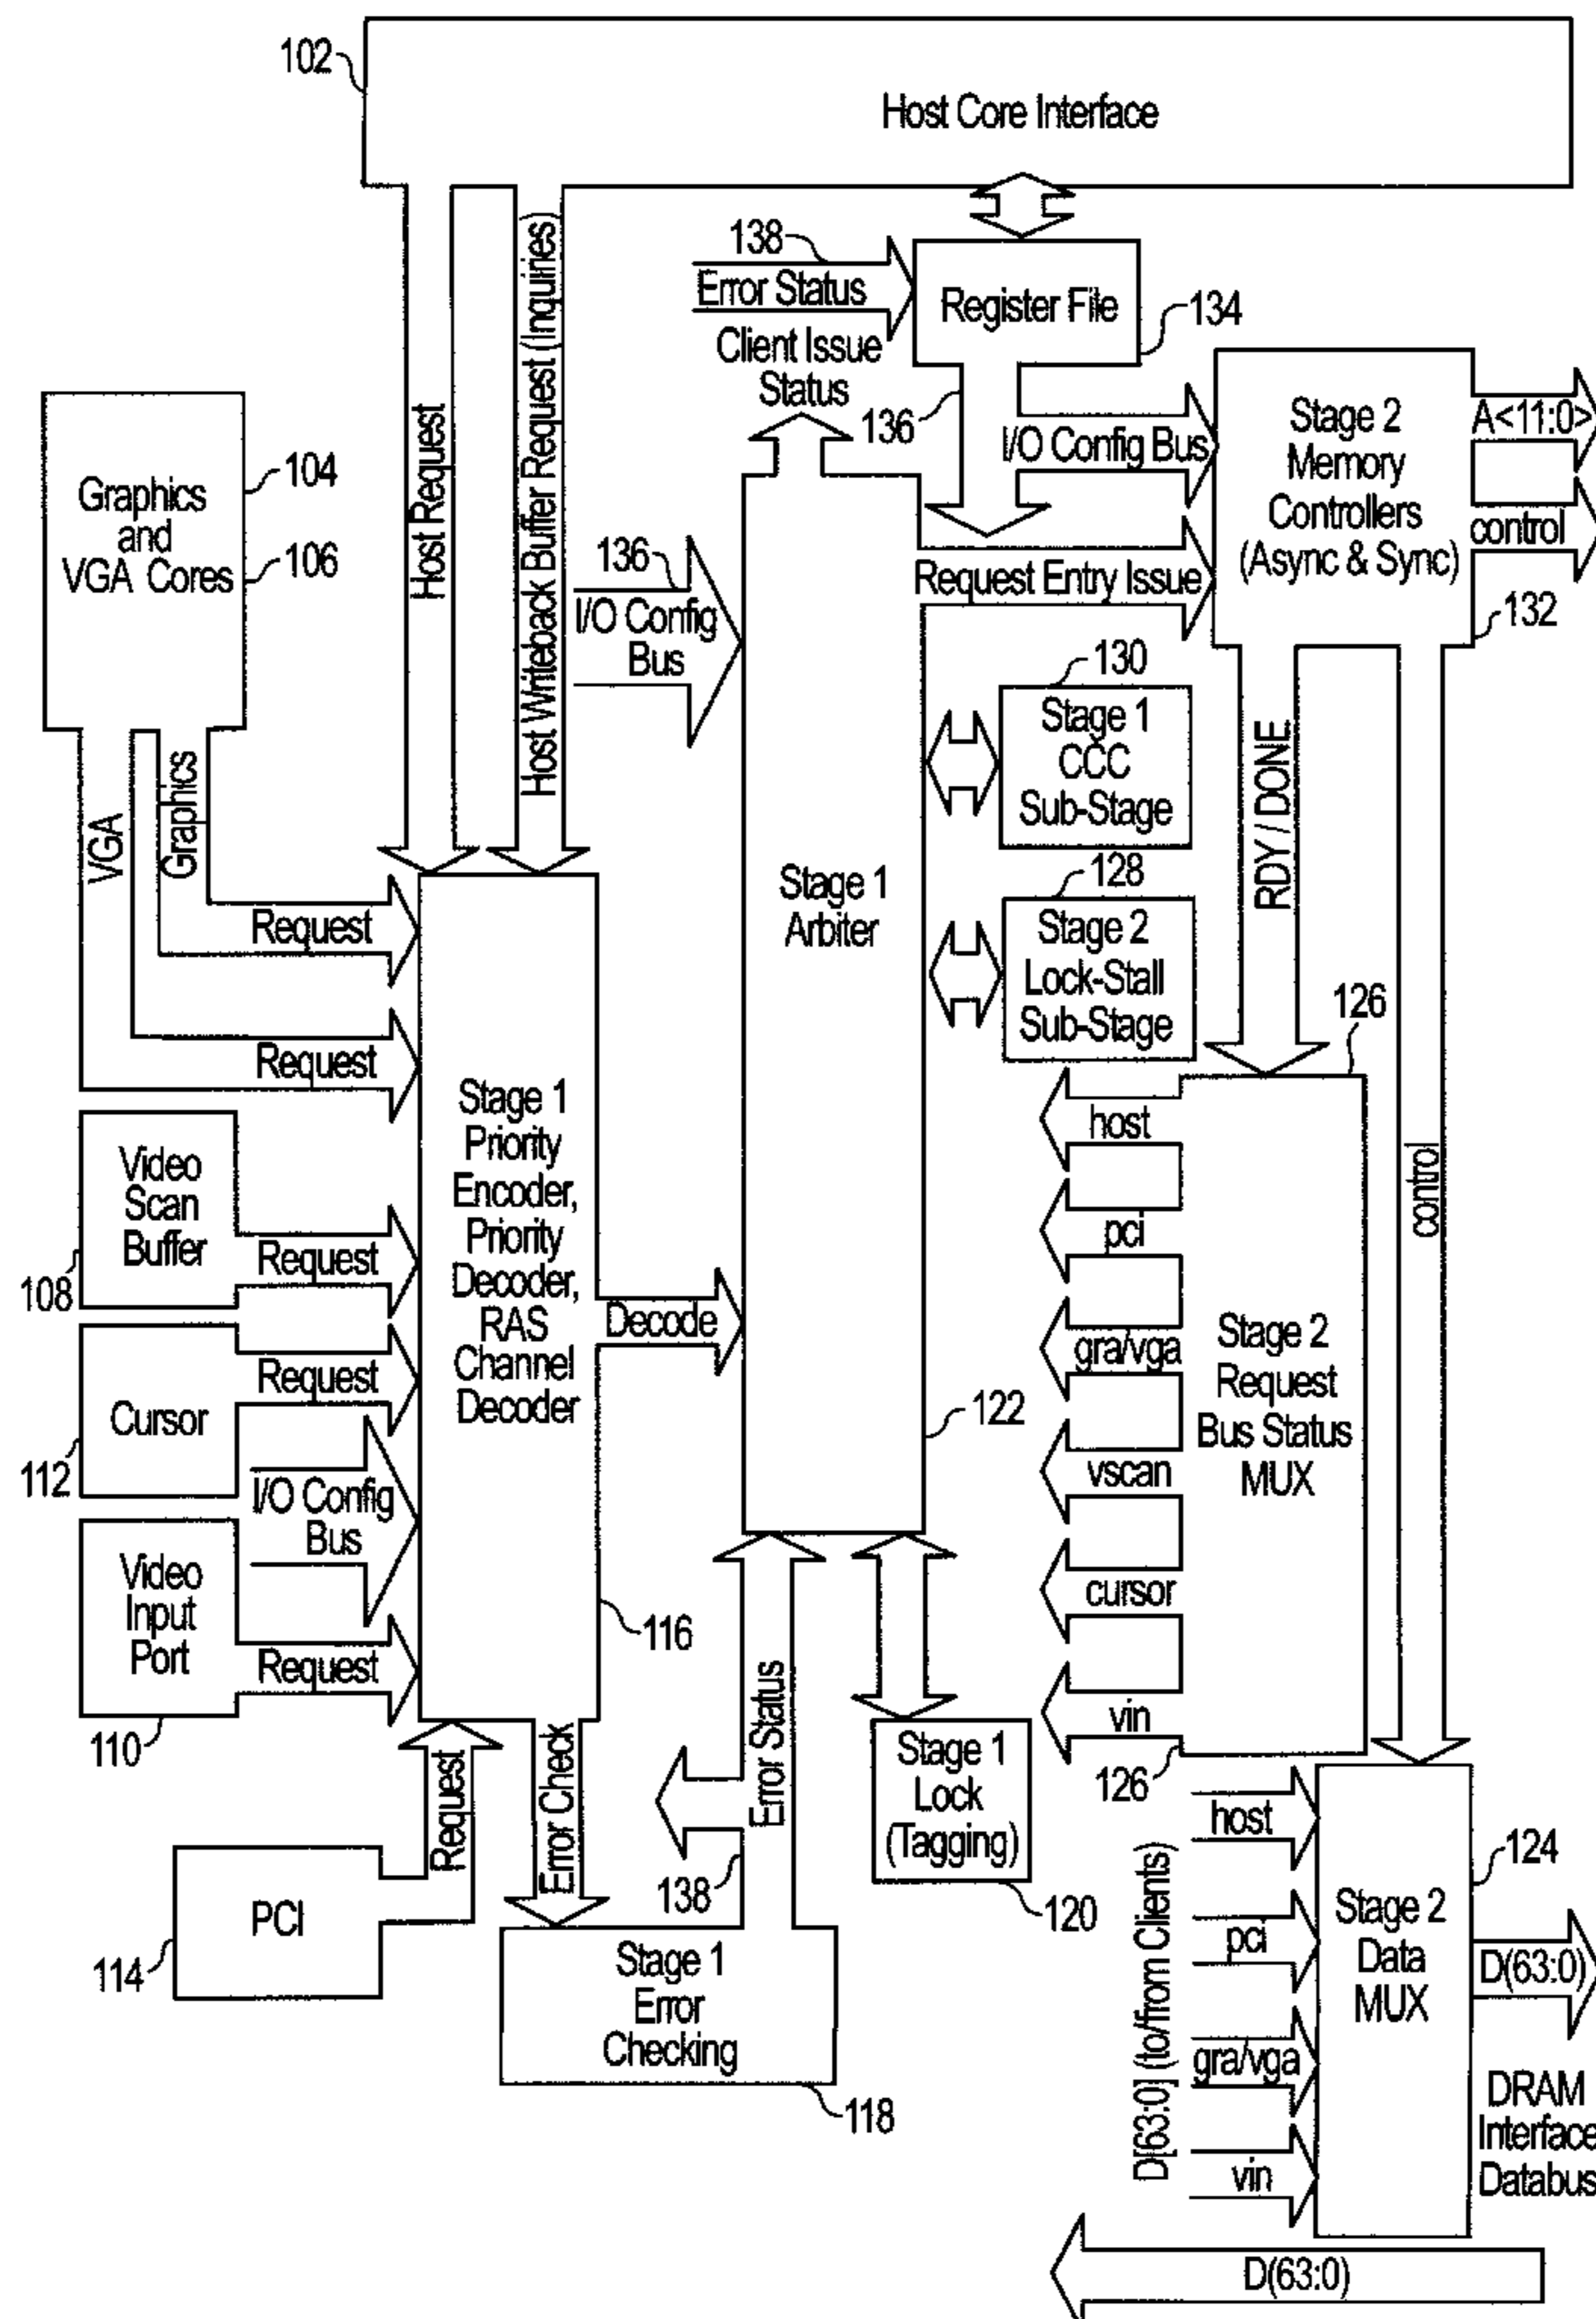 102
Host Core Interface
138
Error Status
Register File
134
Client Issue
Status
136
I/O Config Bus
Stage 2
Memory
Controllers
(Async & Sync)
A<11:0>
control
132
Graphics
and
VGA Cores
104
106
Host Request
Host Writeback Buffer Request (Inquiries)
136
I/O Config
Bus
Request Entry Issue
VGA
Graphics
Request
Request
130
Stage 1
CCC
Sub-Stage
128
Stage 2
Lock-Stall
Sub-Stage
RDY / DONE
control
Stage 1
Arbiter
122
126
Video
Scan
Buffer
108
Request
Cursor
112
Request
I/O Config
Bus
Video
Input
Port
110
Request
Stage 1
Priority
Encoder,
Priority
Decoder,
RAS
Channel
Decoder
116
Decode
host
pci
gra/vga
vscan
cursor
vin
126
Stage 2
Request
Bus Status
MUX
PCI
114
Request
Error Check
Error Status
138
Stage 1
Error
Checking
118
Stage 1
Lock
(Tagging)
120
D[63:0] (to/from Clients)
host
pci
gra/vga
vin
Stage 2
Data
MUX
124
D(63:0)
DRAM
Interface
Databus
D(63:0)